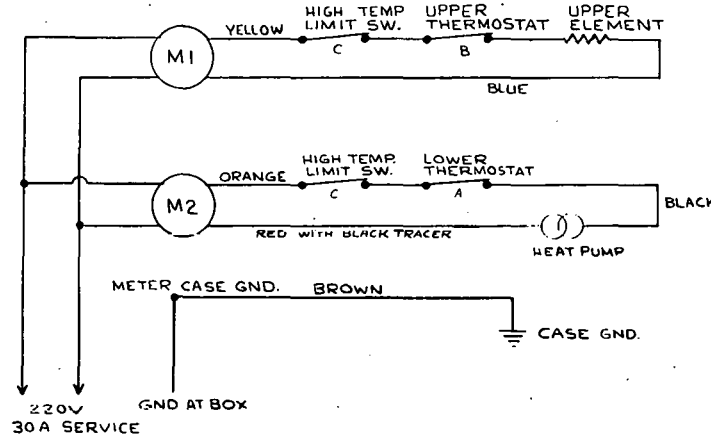 HIGH TEMP LIMIT SW.
UPPER THERMOSTAT
UPPER ELEMENT
M1
YELLOW
C
B
BLUE
HIGH TEMP. LIMIT SW.
LOWER THERMOSTAT
M2
ORANGE
C
A
BLACK
RED WITH BLACK TRACER
HEAT PUMP
METER CASE GND.
BROWN
CASE GND.
220V
30A SERVICE
GND AT BOX